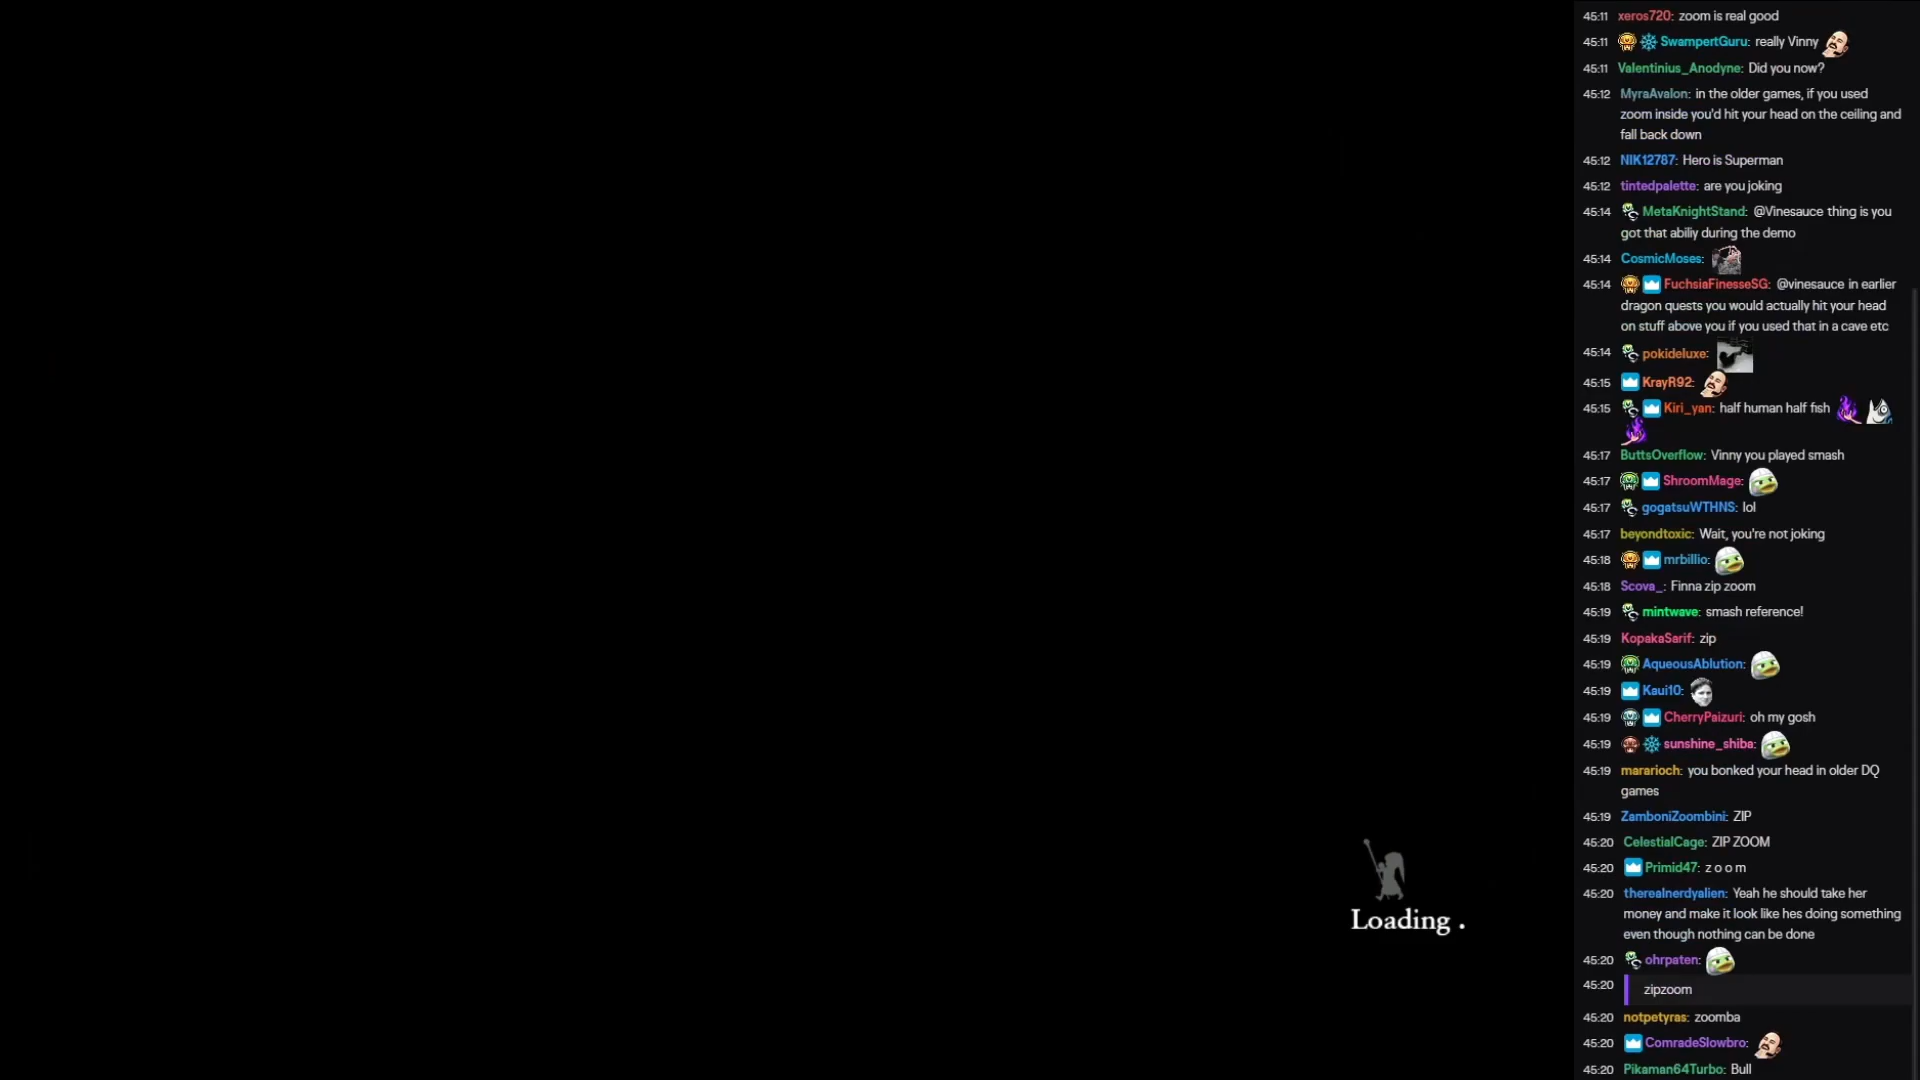 45:11 xeros720: zoom is real good
45:11 SwampertGuru: really Vinny
45:11 Valentinius_Anodyne: Did you now?
45:12 MyraAvalon: in the older games, if you used
zoom inside you'd hit your head on the ceiling and
fall back down
45:12 NIK12787: Hero is Superman
45:12 tintedpalette: are you joking
45:14 MetaKnightStand: @Vinesauce thing is you
got that abiliy during the demo
45:14 CosmicMoses:
45:14 FuchsiaFinesseSG: @vinesauce in earlier
dragon quests you would actually hit your head
on stuff above you if you used that in a cave etc
45:14 pokideluxe:
45:15 KrayR92:
45:15 Kiri_yan: half human half fish
45:17 ButtsOverflow: Vinny you played smash
45:17 ShroomMage:
45:17 gogatsuWTHNS: lol
45:17 beyondtoxic: Wait, you're not joking
45:18 mrbillio:
45:18 Scova_: Finna zip zoom
45:19 mintwave: smash reference!
45:19 KopakaSarif: zip
45:19 AqueousAblution:
45:19 Kaui10:
45:19 CherryPaizuri: oh my gosh
45:19 sunshine_shiba:
45:19 mararioch: you bonked your head in older DQ
games
45:19 ZamboniZoombini: ZIP
45:20 CelestialCage: ZIP ZOOM
45:20 Primid47: z o o m
45:20 therealnerdyalien: Yeah he should take her
money and make it look like hes doing something
even though nothing can be done
45:20 ohrpaten:
45:20 zipzoom
45:20 notpetyras: zoomba
45:20 ComradeSlowbro:
45:20 Pikaman64Turbo: Bull
Loading .